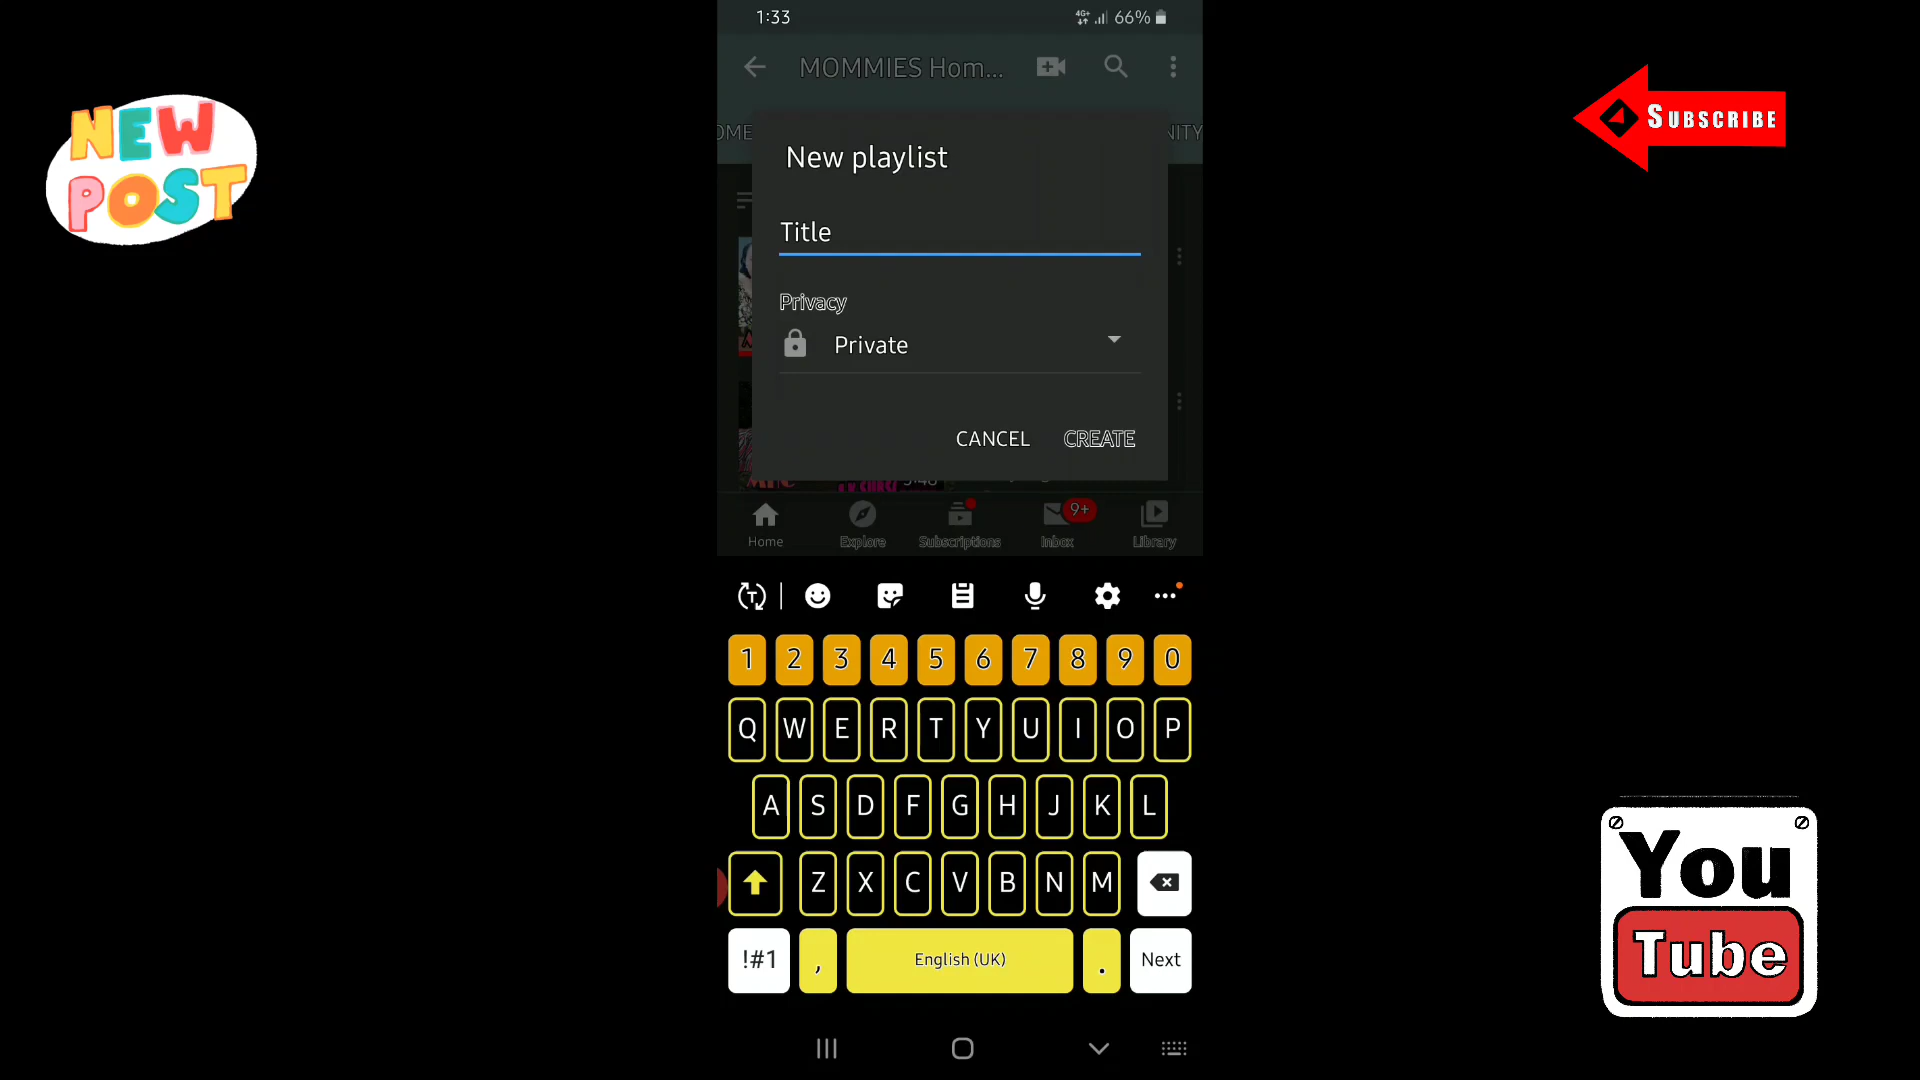 1:33
4G+ 66%
MOMMIES Hom...
NEW
POST
SUBSCRIBE
New playlist
Title
Privacy
Private
CANCEL CREATE
Home Explore Subscriptions Inbox 9+ Library
1 2 3 4 5 6 7 8 9 0
Q W E R T Y U I O P
A S D F G H J K L
Z X C V B N M
!#1 , English (UK) . Next
You
Tube